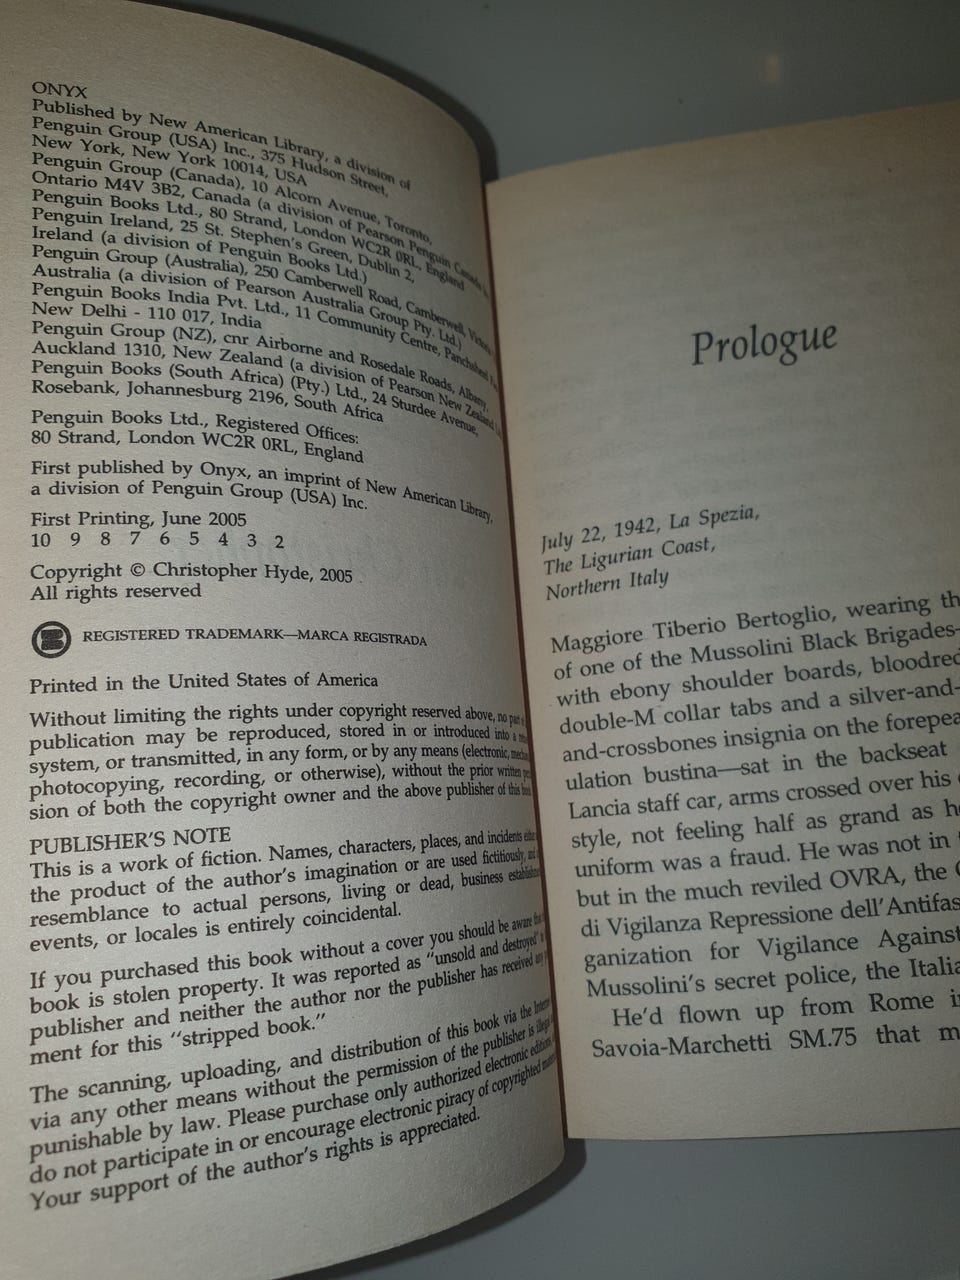 ONYX
Published by New American Library, a division of
Penguin Group (USA) Inc., 375 Hudson Street,
New York, New York 10014, USA
Penguin Group (Canada), 10 Alcorn Avenue, Toronto,
Ontario M4V 3B2, Canada (a division of Pearson Penguin Canada
Penguin Books Ltd., 80 Strand, London WC2R 0RL, England
Penguin Ireland, 25 St. Stephen's Green, Dublin 2,
Ireland (a division of Penguin Books Ltd.)
Penguin Group (Australia), 250 Camberwell Road, Camberwell, Victoria
Australia (a division of Pearson Australia Group Pty. Ltd.)
Penguin Books India Pvt. Ltd., 11 Community Centre, Panchsheel
New Delhi - 110 017, India
Penguin Group (NZ), cnr Airborne and Rosedale Roads, Albany,
Auckland 1310, New Zealand (a division of Pearson New Zealand
Penguin Books (South Africa) (Pty.) Ltd., 24 Sturdee Avenue,
Rosebank, Johannesburg 2196, South Africa
Penguin Books Ltd., Registered Offices:
80 Strand, London WC2R 0RL, England
First published by Onyx, an imprint of New American Library,
a division of Penguin Group (USA) Inc.
First Printing, June 2005
10 9 8 7 6 5 4 3 2
Copyright © Christopher Hyde, 2005
All rights reserved
REGISTERED TRADEMARK—MARCA REGISTRADA
Printed in the United States of America
Without limiting the rights under copyright reserved above, no part
publication may be reproduced, stored in or introduced into a
system, or transmitted, in any form, or by any means (electronic,
photocopying, recording, or otherwise), without the prior written
sion of both the copyright owner and the above publisher of this
PUBLISHER'S NOTE
This is a work of fiction. Names, characters, places, and incidents
the product of the author's imagination or are used fictitiously,
resemblance to actual persons, living or dead, business
events, or locales is entirely coincidental.
If you purchased this book without a cover you should be aware
book is stolen property. It was reported as "unsold and destroyed"
publisher and neither the author nor the publisher has received
ment for this "stripped book."
The scanning, uploading, and distribution of this book via the
via any other means without the permission of the publisher is
punishable by law. Please purchase only authorized electronic editions
do not participate in or encourage electronic piracy of copyrighted
Your support of the author's rights is appreciated.
Prologue
July 22, 1942, La Spezia,
The Ligurian Coast,
Northern Italy
Maggiore Tiberio Bertoglio, wearing th
of one of the Mussolini Black Brigades-
with ebony shoulder boards, bloodred
double-M collar tabs and a silver-and-
and-crossbones insignia on the forepea
ulation bustina—sat in the backseat
Lancia staff car, arms crossed over his
style, not feeling half as grand as h
uniform was a fraud. He was not in
but in the much reviled OVRA, the
di Vigilanza Repressione dell'Antifas
ganization for Vigilance Against
Mussolini's secret police, the Italia
He'd flown up from Rome i
Savoia-Marchetti SM.75 that m